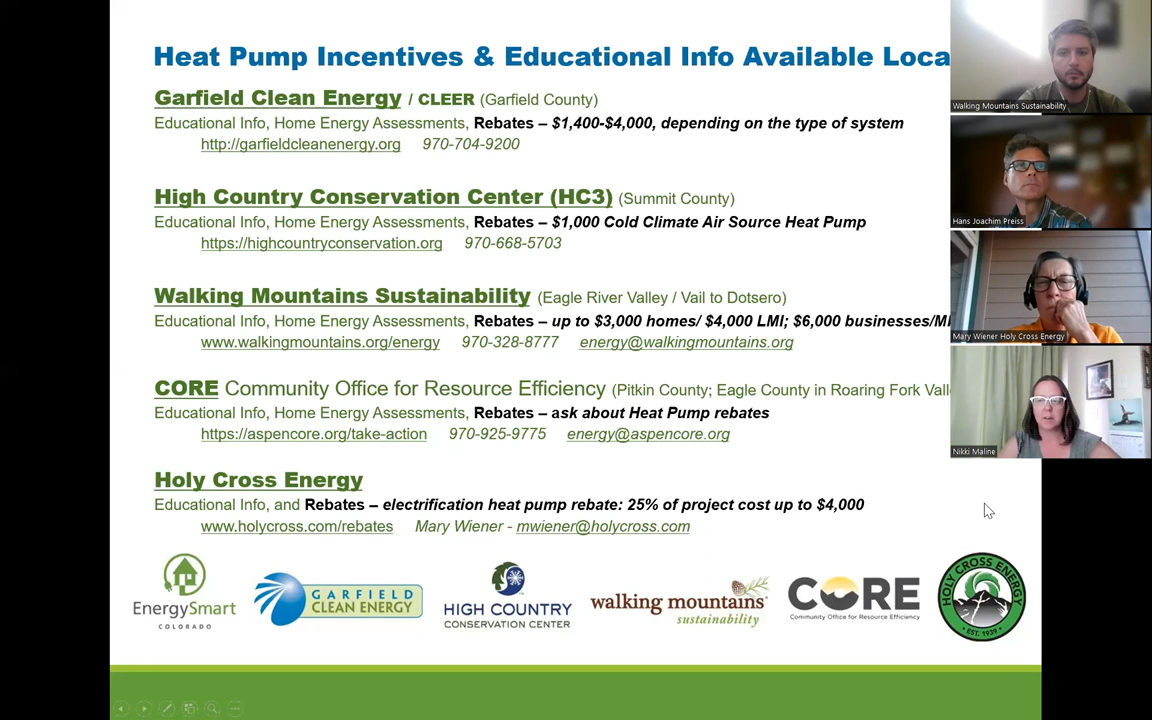 Heat Pump Incentives & Educational Info Available Loca
Garfield Clean Energy / CLEER (Garfield County)
Educational Info, Home Energy Assessments, Rebates – $1,400-$4,000, depending on the type of system
http://garfieldcleanenergy.org 970-704-9200
High Country Conservation Center (HC3) (Summit County)
Educational Info, Home Energy Assessments, Rebates – $1,000 Cold Climate Air Source Heat Pump
https://highcountryconservation.org 970-668-5703
Walking Mountains Sustainability (Eagle River Valley / Vail to Dotsero)
Educational Info, Home Energy Assessments, Rebates – up to $3,000 homes/ $4,000 LMI; $6,000 businesses/M
www.walkingmountains.org/energy 970-328-8777 energy@walkingmountains.org
CORE Community Office for Resource Efficiency (Pitkin County; Eagle County in Roaring Fork Valle
Educational Info, Home Energy Assessments, Rebates – ask about Heat Pump rebates
https://aspencore.org/take-action 970-925-9775 energy@aspencore.org
Holy Cross Energy
Educational Info, and Rebates – electrification heat pump rebate: 25% of project cost up to $4,000
www.holycross.com/rebates Mary Wiener - mwiener@holycross.com
EnergySmart
COLORADO
GARFIELD
CLEAN ENERGY
HIGH COUNTRY
CONSERVATION CENTER
walking mountains
sustainability
CORE
Community Office for Resource Efficiency
HOLY CROSS ENERGY
• EST. 1939 •
Walking Mountains Sustainability
Hans Joachim Preiss
Mary Wiener Holy Cross Energy
Nikki Maline